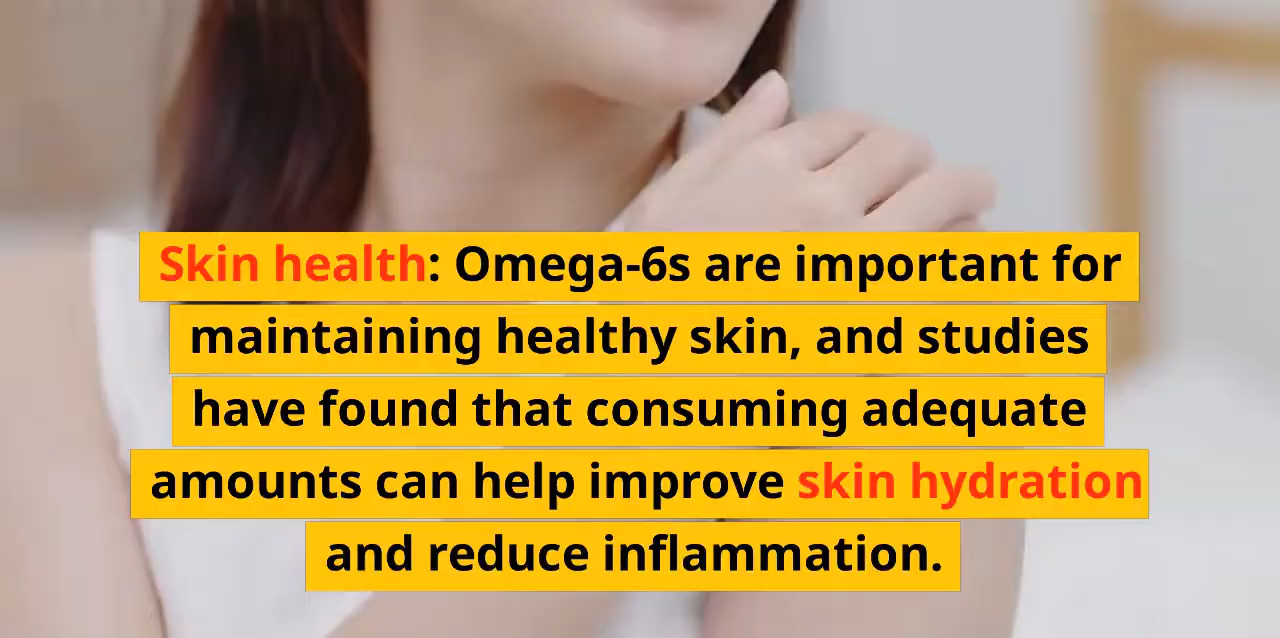 Skin health: Omega-6s are important for
maintaining healthy skin, and studies
have found that consuming adequate
amounts can help improve skin hydration
and reduce inflammation.